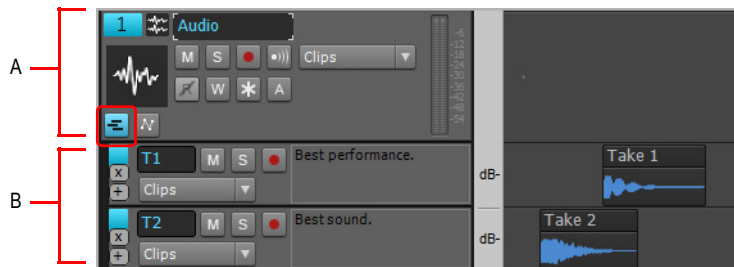 A
1 Audio
M S Clips
R W A
-6
-12
-18
-24
-30
-36
-42
-48
-54
B
T1 M S Best performance.
x
+ Clips
dB-
Take 1
T2 M S Best sound.
x
+ Clips
dB-
Take 2